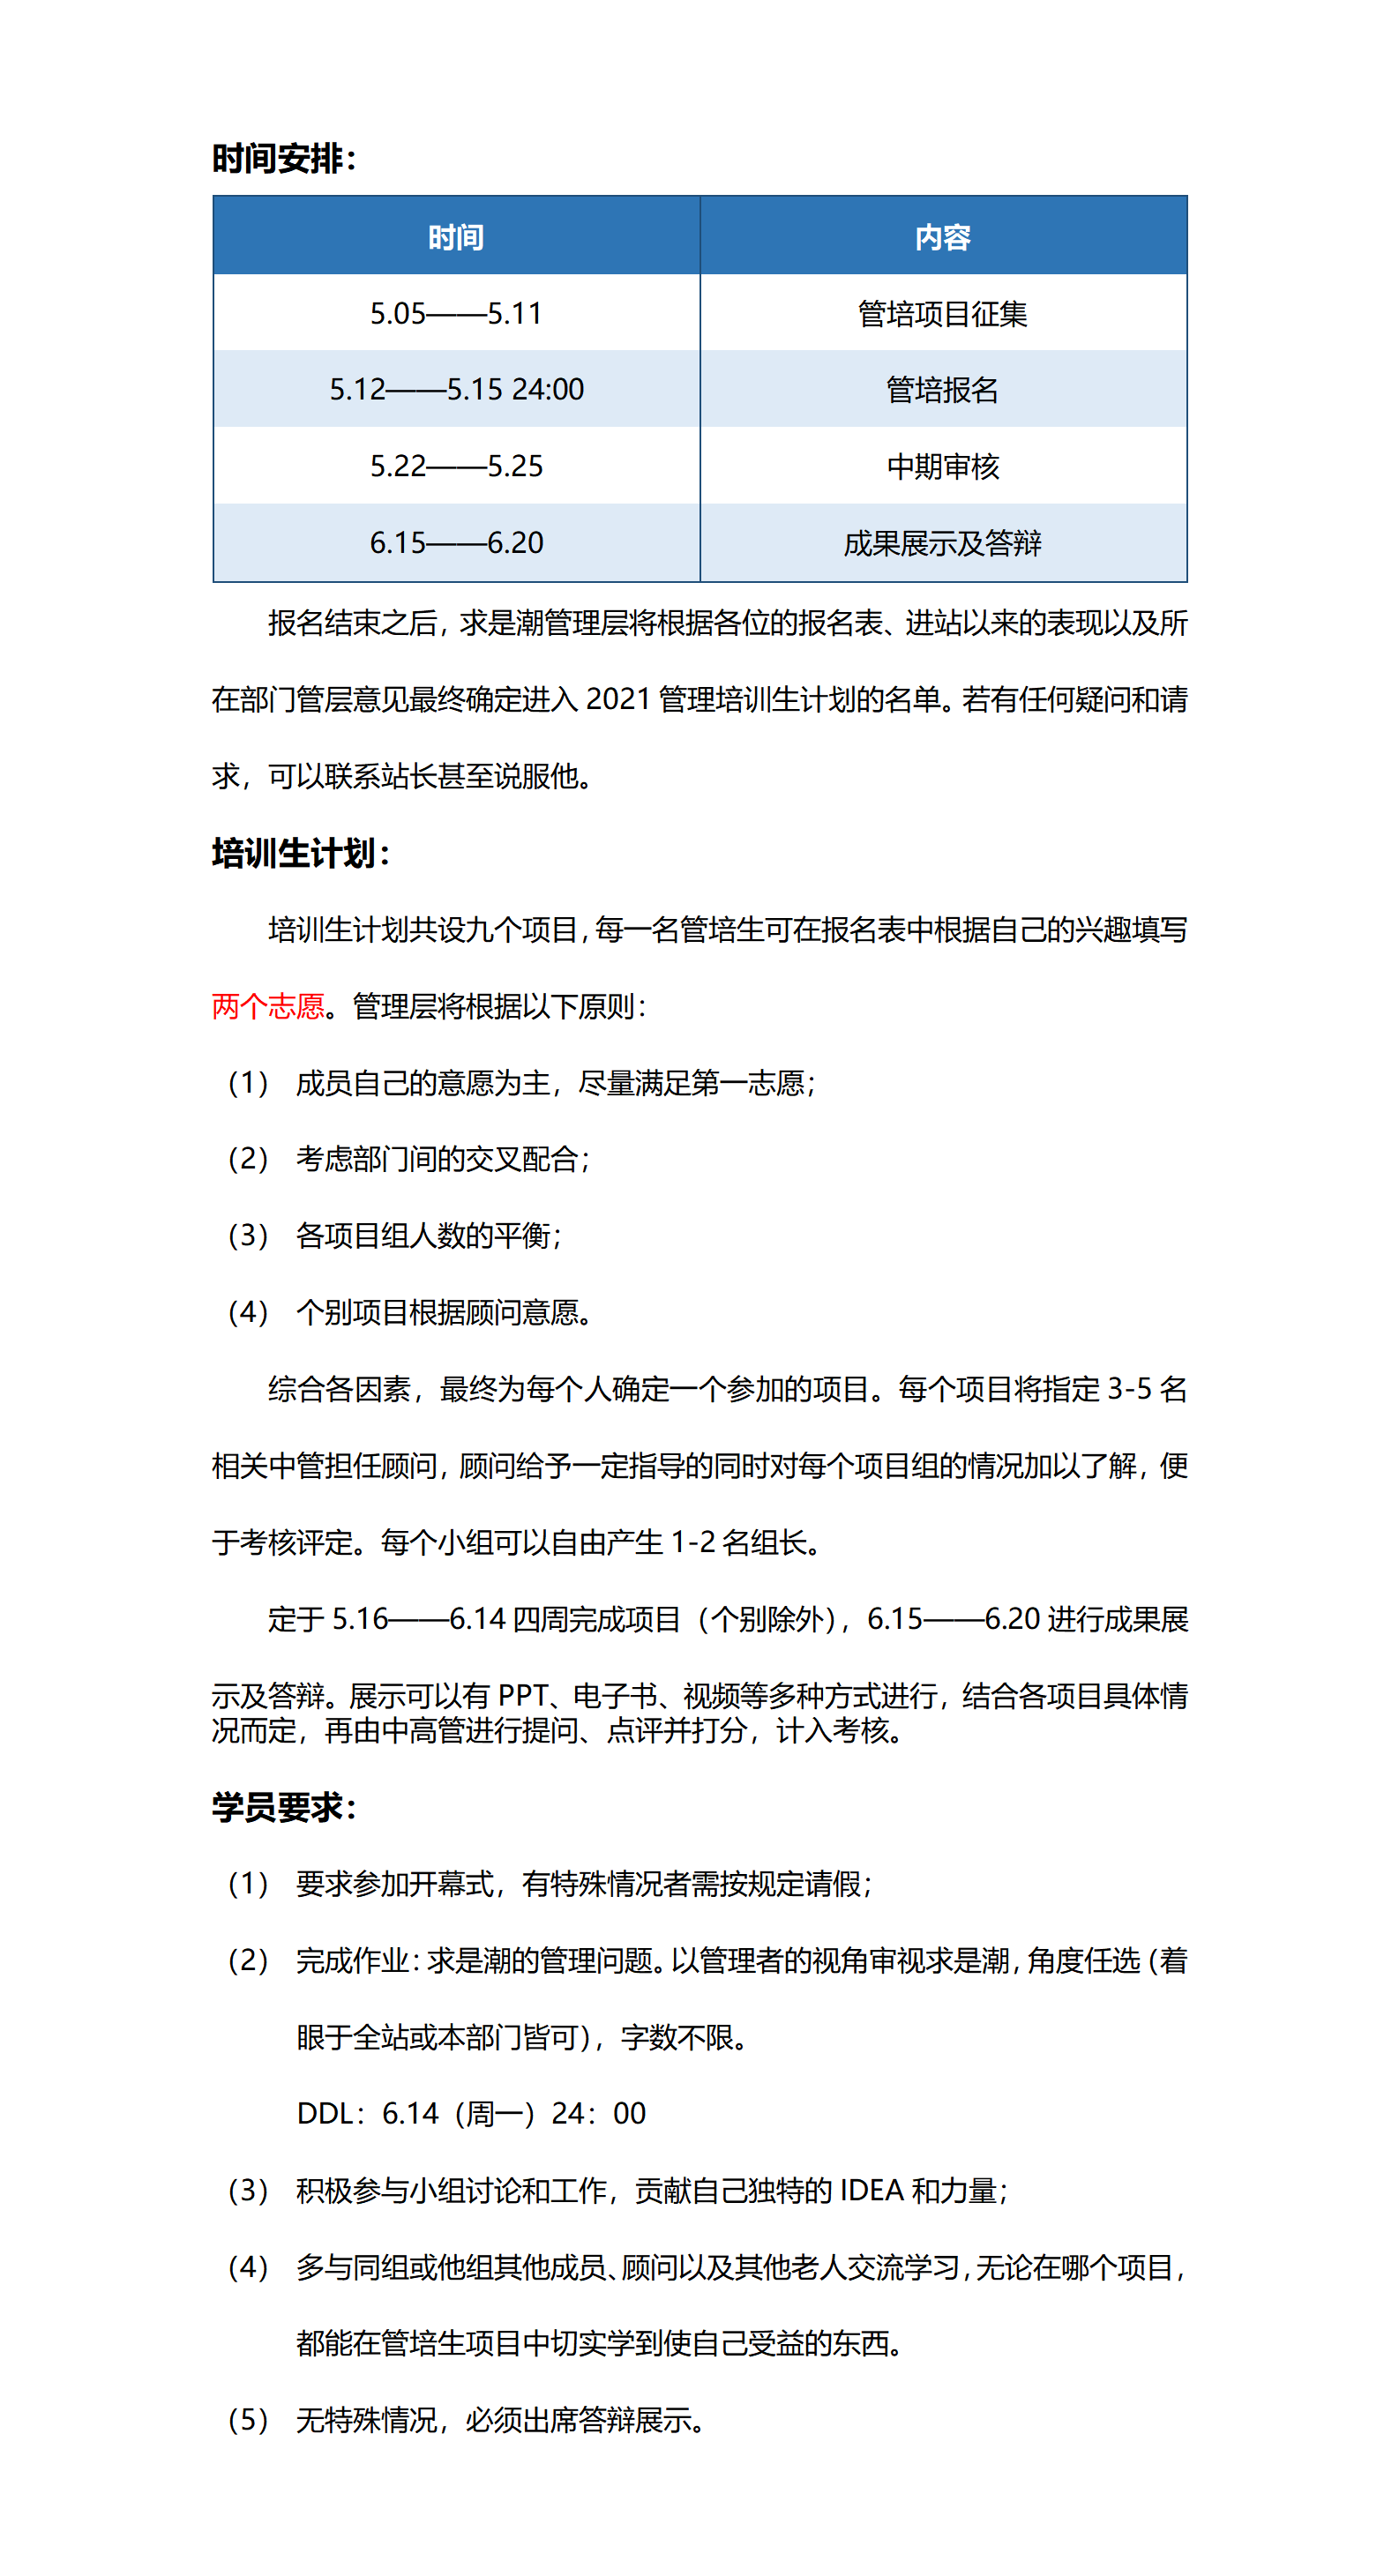 时间安排：
时间 内容
5.05——5.11 管培项目征集
5.12——5.15 24:00 管培报名
5.22——5.25 中期审核
6.15——6.20 成果展示及答辩
报名结束之后，求是潮管理层将根据各位的报名表、进站以来的表现以及所
在部门管层意见最终确定进入 2021 管理培训生计划的名单。若有任何疑问和请
求，可以联系站长甚至说服他。
培训生计划：
培训生计划共设九个项目，每一名管培生可在报名表中根据自己的兴趣填写
两个志愿。管理层将根据以下原则：
（1） 成员自己的意愿为主，尽量满足第一志愿；
（2） 考虑部门间的交叉配合；
（3） 各项目组人数的平衡；
（4） 个别项目根据顾问意愿。
综合各因素，最终为每个人确定一个参加的项目。每个项目将指定 3-5 名
相关中管担任顾问，顾问给予一定指导的同时对每个项目组的情况加以了解，便
于考核评定。每个小组可以自由产生 1-2 名组长。
定于 5.16——6.14 四周完成项目（个别除外），6.15——6.20 进行成果展
示及答辩。展示可以有 PPT、电子书、视频等多种方式进行，结合各项目具体情
况而定，再由中高管进行提问、点评并打分，计入考核。
学员要求：
（1） 要求参加开幕式，有特殊情况者需按规定请假；
（2） 完成作业：求是潮的管理问题。以管理者的视角审视求是潮，角度任选（着
眼于全站或本部门皆可），字数不限。
DDL：6.14（周一）24：00
（3） 积极参与小组讨论和工作，贡献自己独特的 IDEA 和力量；
（4） 多与同组或他组其他成员、顾问以及其他老人交流学习，无论在哪个项目，
都能在管培生项目中切实学到使自己受益的东西。
（5） 无特殊情况，必须出席答辩展示。